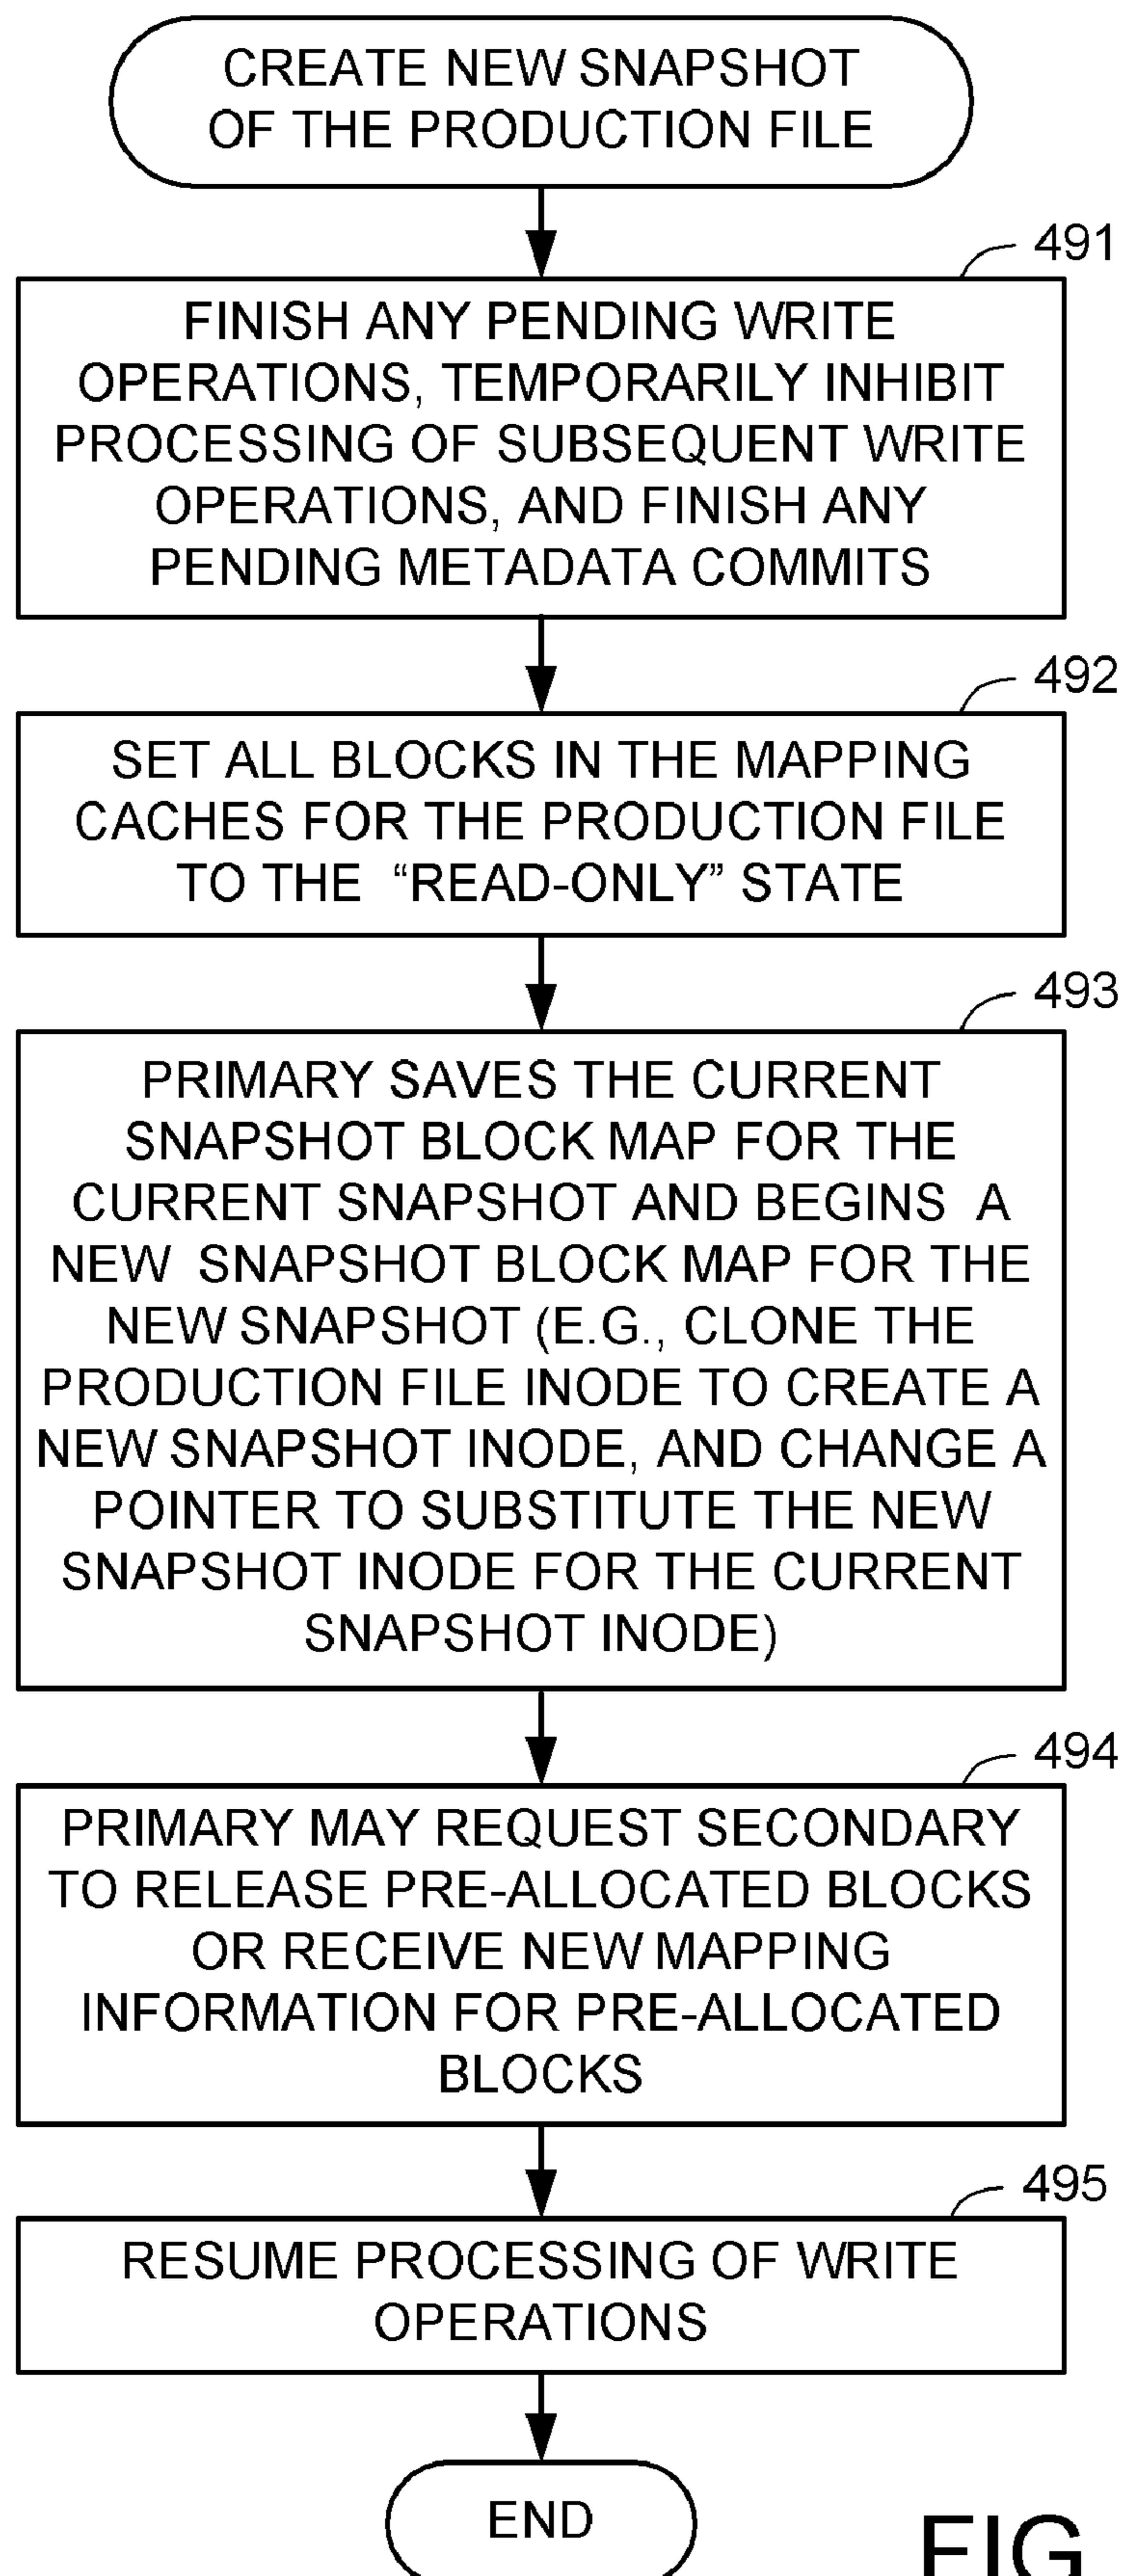 CREATE NEW SNAPSHOT
OF THE PRODUCTION FILE
491
FINISH ANY PENDING WRITE
OPERATIONS, TEMPORARILY INHIBIT
PROCESSING OF SUBSEQUENT WRITE
OPERATIONS, AND FINISH ANY
PENDING METADATA COMMITS
492
SET ALL BLOCKS IN THE MAPPING
CACHES FOR THE PRODUCTION FILE
TO THE “READ-ONLY” STATE
493
PRIMARY SAVES THE CURRENT
SNAPSHOT BLOCK MAP FOR THE
CURRENT SNAPSHOT AND BEGINS A
NEW SNAPSHOT BLOCK MAP FOR THE
NEW SNAPSHOT (E.G., CLONE THE
PRODUCTION FILE INODE TO CREATE A
NEW SNAPSHOT INODE, AND CHANGE A
POINTER TO SUBSTITUTE THE NEW
SNAPSHOT INODE FOR THE CURRENT
SNAPSHOT INODE)
494
PRIMARY MAY REQUEST SECONDARY
TO RELEASE PRE-ALLOCATED BLOCKS
OR RECEIVE NEW MAPPING
INFORMATION FOR PRE-ALLOCATED
BLOCKS
495
RESUME PROCESSING OF WRITE
OPERATIONS
END
FIG